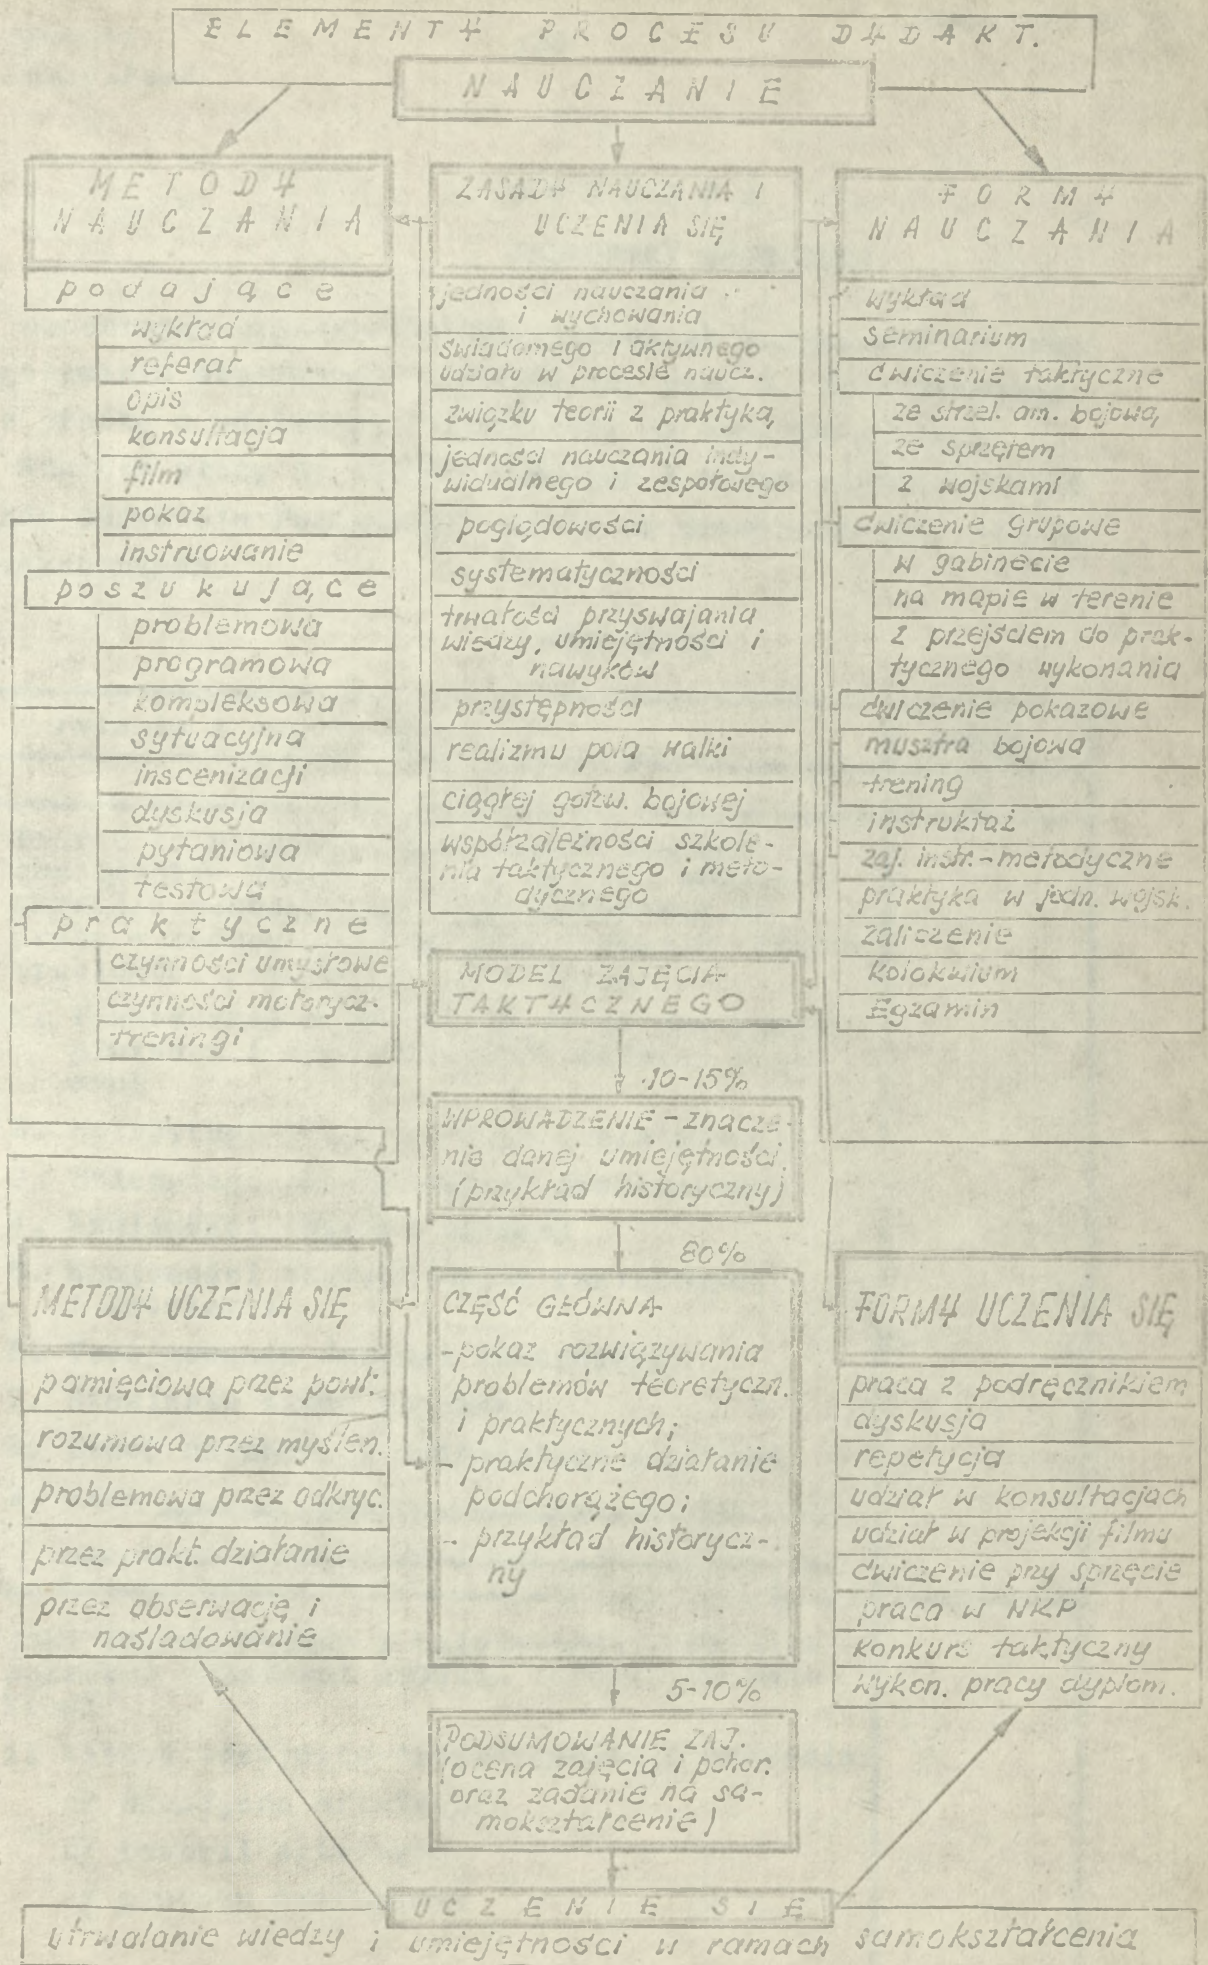 ELEMENTY PROCESU DYDAKT.
NAUCZANIE
METODY
NAUCZANIA
podające
wykład
referat
opis
konsultacja
film
pokaz
instruowanie
poszukujące
problemowa
programowa
kompleksowa
sytuacyjna
inscenizacji
dyskusja
pytaniowa
testowa
praktyczne
czynności umysłowe
czynności motorycz.
treningi
ZASADY NAUCZANIA I
UCZENIA SIĘ
jedności nauczania
i wychowania
świadomego i aktywnego
udziału w procesie naucz.
związku teorii z praktyką
jedności nauczania indy-
widualnego i zespołowego
poglądowości
systematyczności
trwałości przyswajania
wiedzy, umiejętności i
nawyków
przystępności
realizmu pola walki
ciągłej gotow. bojowej
współzależności szkole-
nia taktycznego i meto-
dycznego
FORMY
NAUCZANIA
wykład
seminarium
ćwiczenie taktyczne
ze strzel. am. bojową
ze sprzętem
z wojskami
ćwiczenie grupowe
w gabinecie
na mapie w terenie
z przejściem do prak-
tycznego wykonania
ćwiczenie pokazowe
musztra bojowa
trening
instruktaż
zaj. instr.-metodyczne
praktyka w jedn. wojsk.
zaliczenie
kolokwium
Egzamin
MODEL ZAJĘCIA
TAKTYCZNEGO
10-15%
WPROWADZENIE - znacze-
nie danej umiejętności
(przykład historyczny)
80%
CZĘŚĆ GŁÓWNA
- pokaz rozwiązywania
problemów teoretyczn.
i praktycznych;
- praktyczne działanie
podchorążego;
- przykład historycz-
ny
5-10%
PODSUMOWANIE ZAJ.
(ocena zajęcia i pchor.
oraz zadanie na sa-
mokształcenie)
METODY UCZENIA SIĘ
pamięciowa przez powt.
rozumowa przez myślen.
problemowa przez odkryc.
przez prakt. działanie
przez obserwację i
naśladowanie
FORMY UCZENIA SIĘ
praca z podręcznikiem
dyskusja
repetycja
udział w konsultacjach
udział w projekcji filmu
ćwiczenie przy sprzęcie
praca w NKP
konkurs taktyczny
wykon. pracy dyplom.
UCZENIE SIĘ
utrwalanie wiedzy i umiejętności w ramach samokształcenia